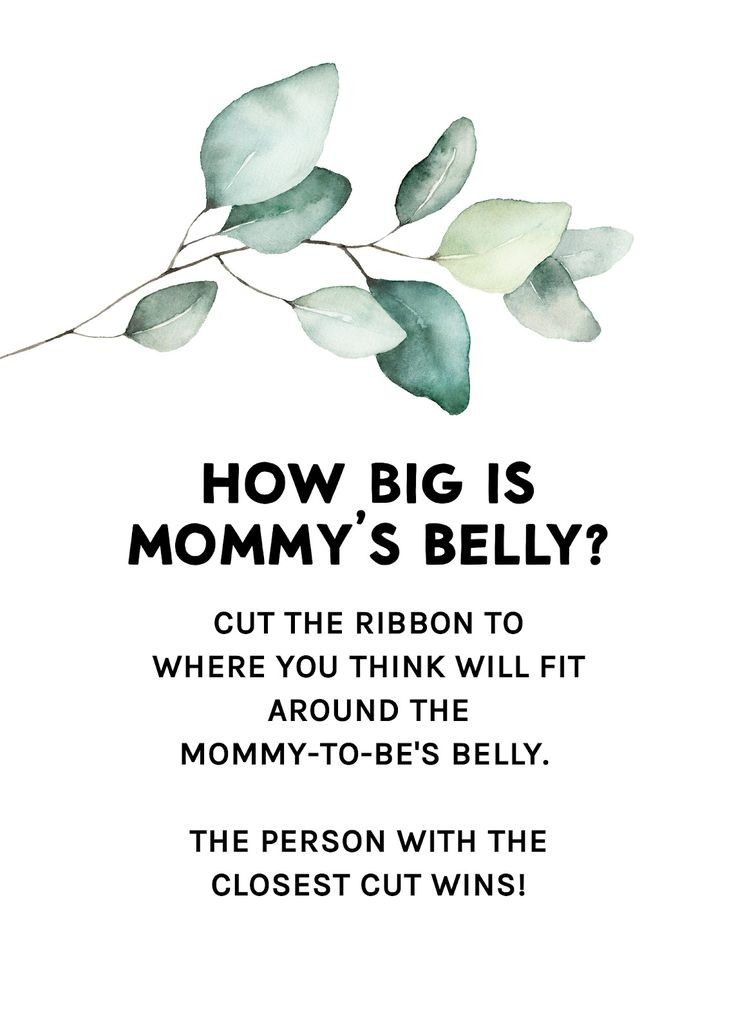 HOW BIG IS
MOMMY'S BELLY?
CUT THE RIBBON TO
WHERE YOU THINK WILL FIT
AROUND THE
MOMMY-TO-BE'S BELLY.
THE PERSON WITH THE
CLOSEST CUT WINS!